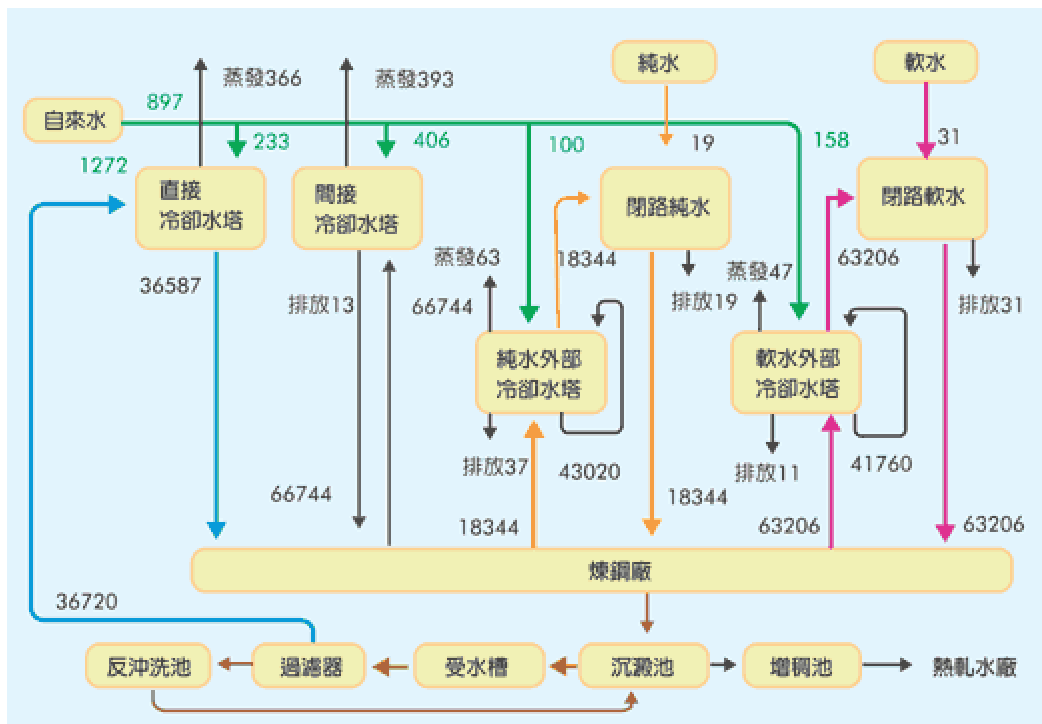 純水
軟水
蒸發366
蒸發393
自來水
897
233
406
100
19
158
31
1272
直接
冷卻水塔
間接
冷卻水塔
閉路純水
閉路軟水
36587
排放13
蒸發63
66744
18344
排放19
蒸發47
63206
排放31
純水外部
冷卻水塔
軟水外部
冷卻水塔
排放37
43020
排放11
41760
66744
18344
18344
63206
63206
煉鋼廠
36720
反沖洗池
過濾器
受水槽
沉澱池
增稠池
熱軋水廠